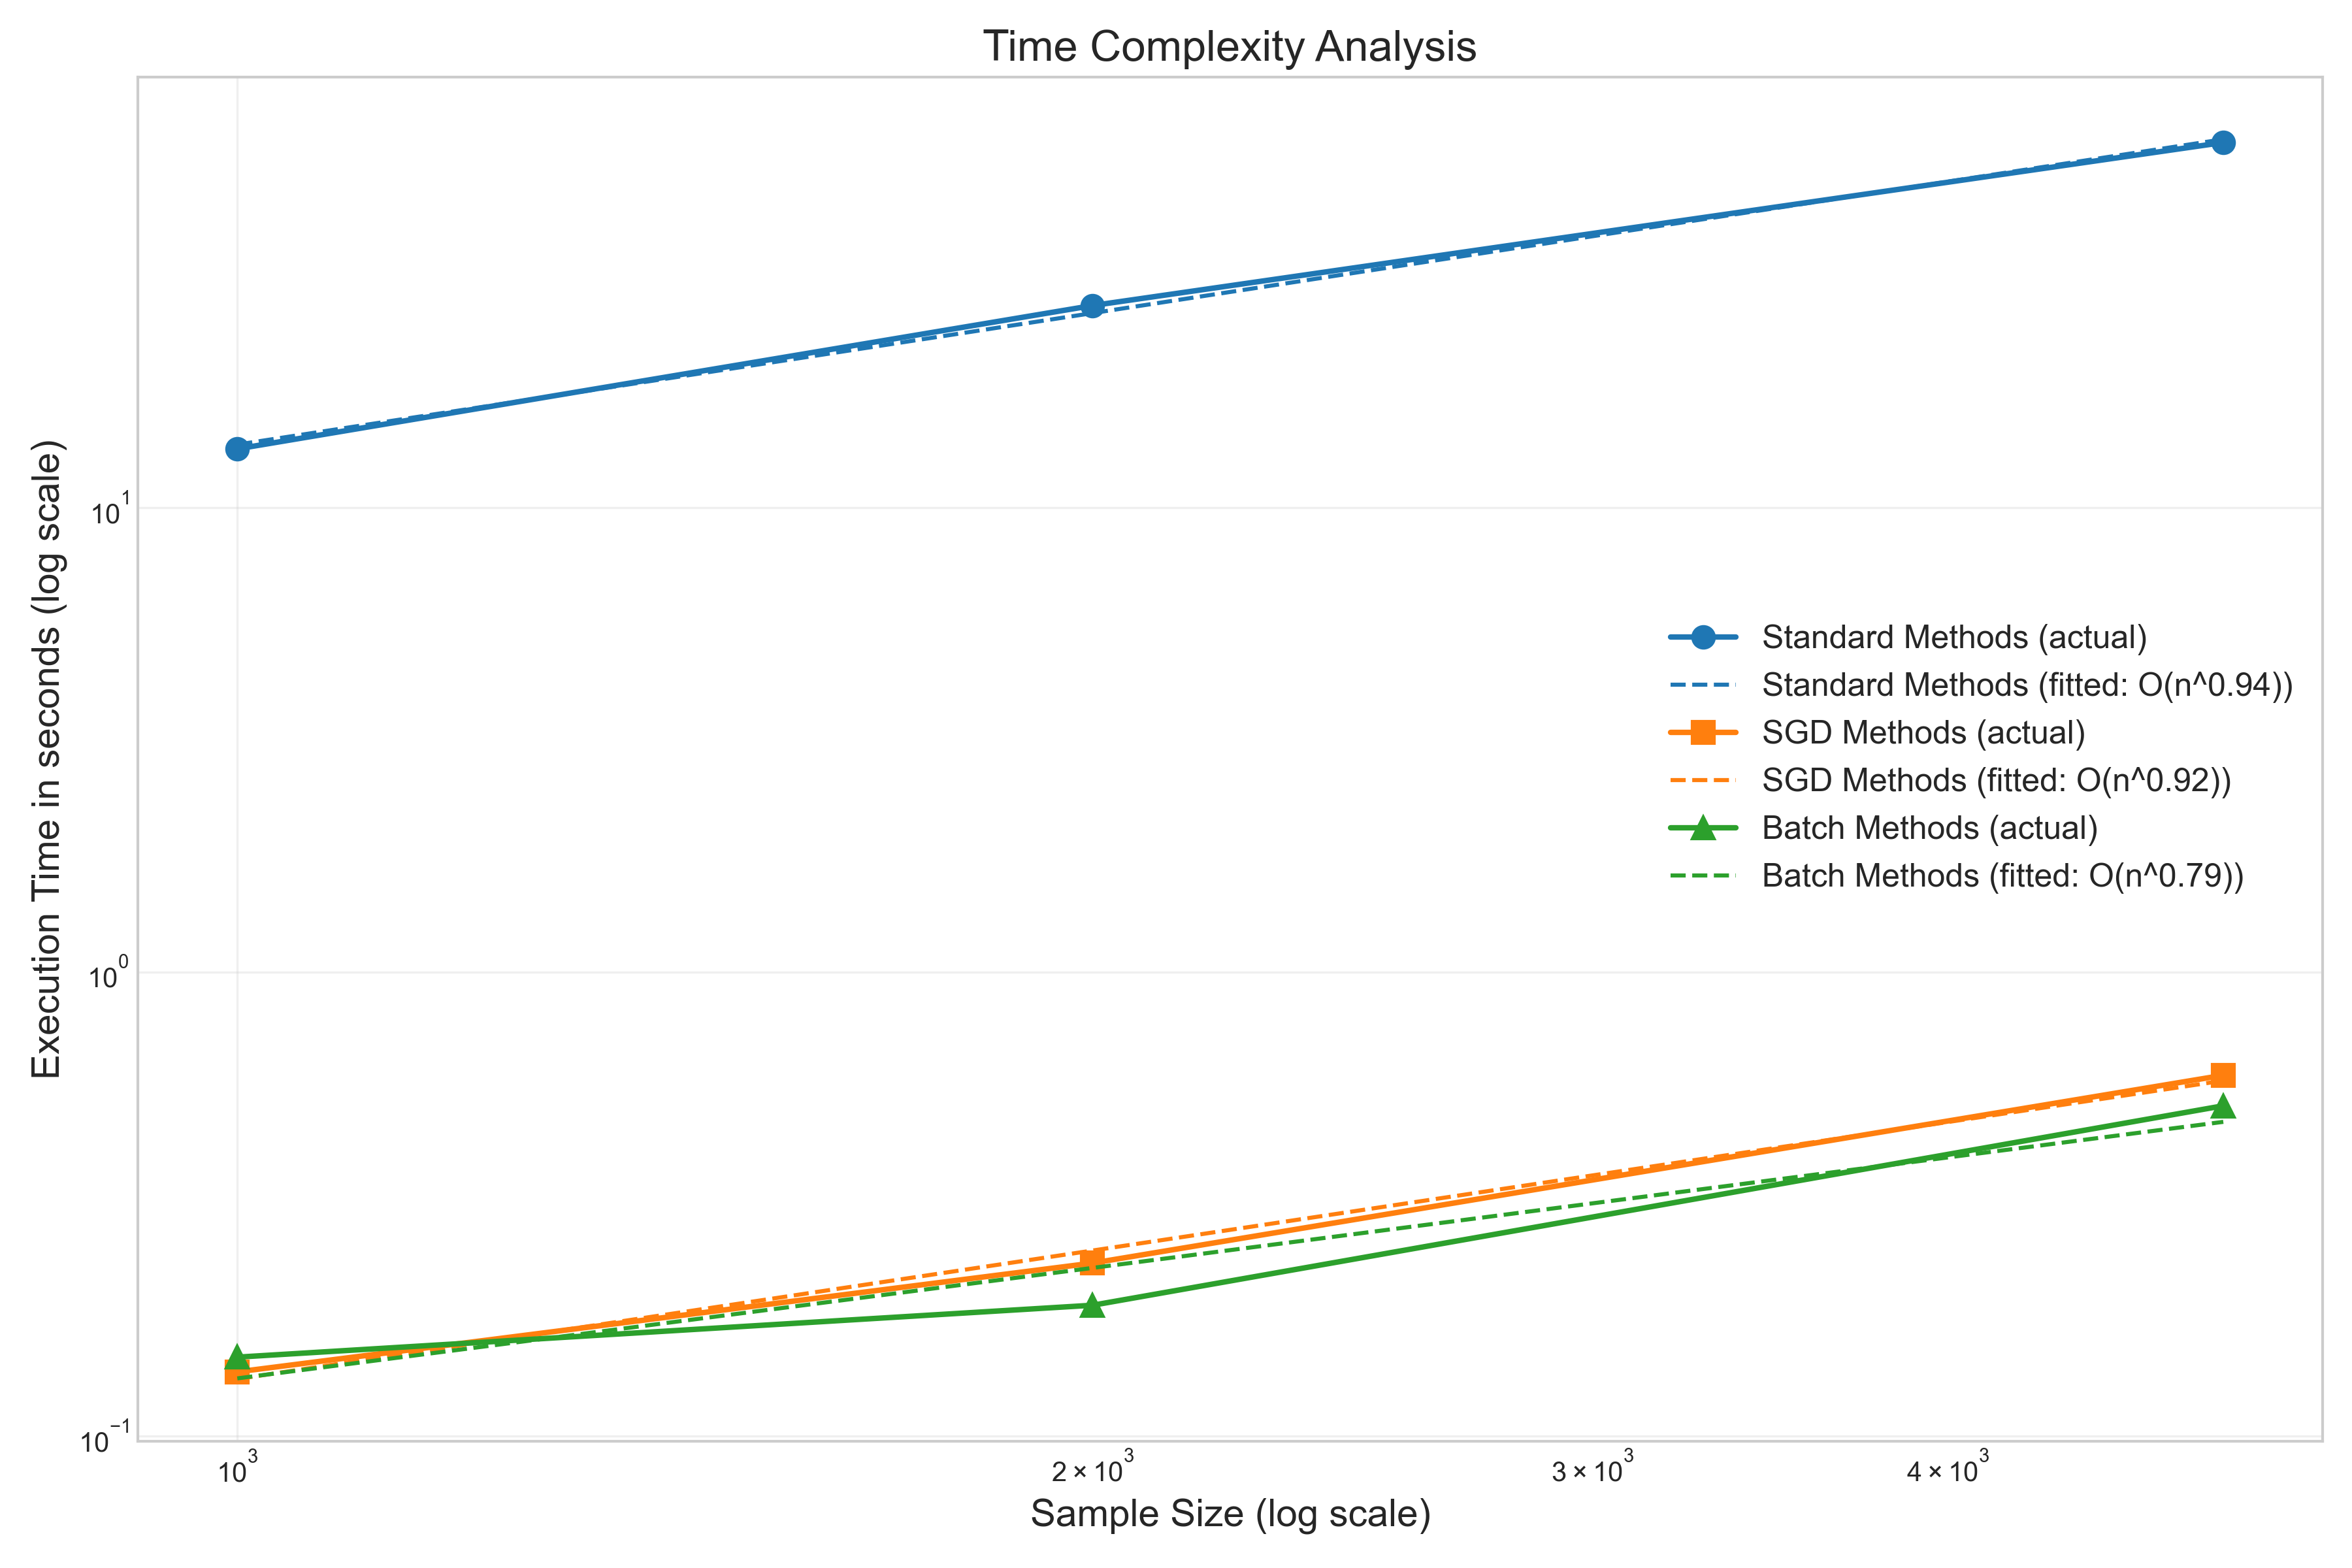 Time Complexity Analysis
Execution Time in seconds (log scale)
10^1
10^0
10^−1
Standard Methods (actual)
Standard Methods (fitted: O(n^0.94))
SGD Methods (actual)
SGD Methods (fitted: O(n^0.92))
Batch Methods (actual)
Batch Methods (fitted: O(n^0.79))
10^3 2 × 10^3 3 × 10^3 4 × 10^3
Sample Size (log scale)